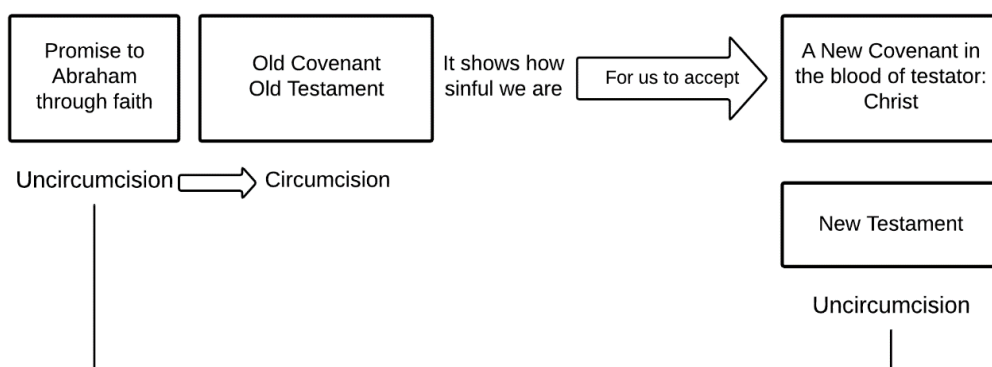 Promise to
Abraham
through faith
Old Covenant
Old Testament
It shows how
sinful we are
For us to accept
A New Covenant in
the blood of testator:
Christ
Uncircumcision
Circumcision
New Testament
Uncircumcision